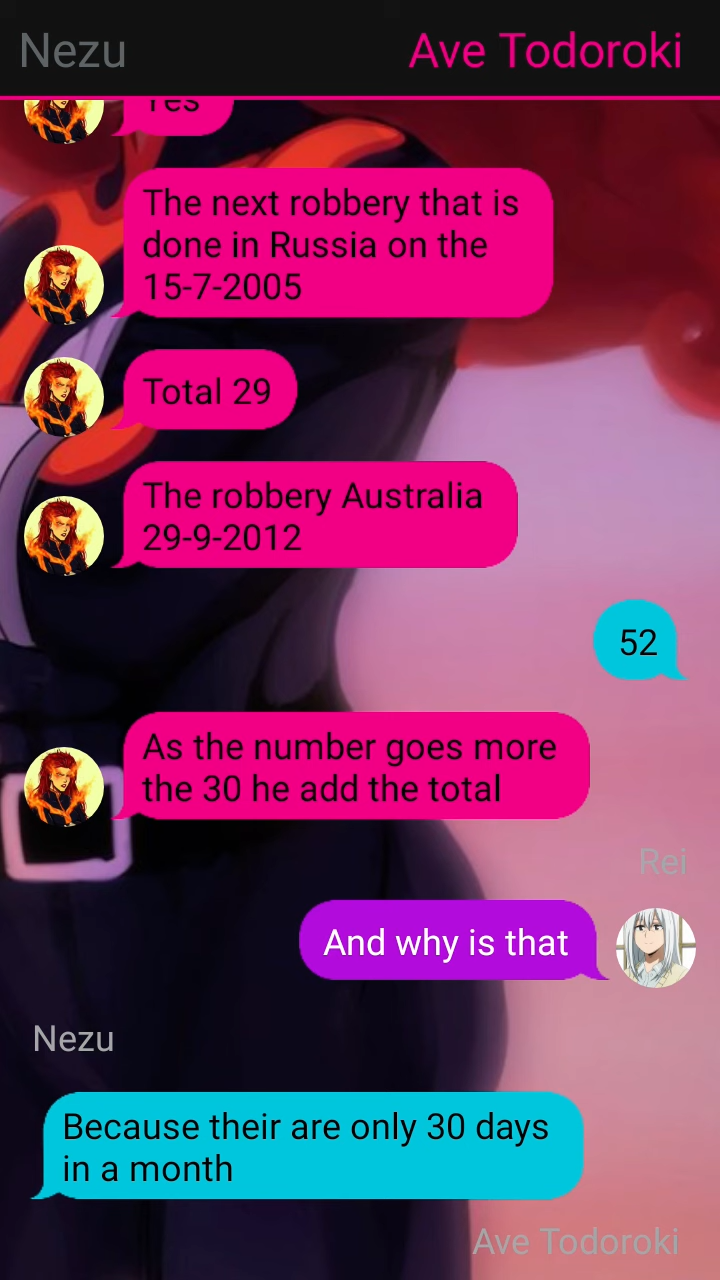 Nezu
Ave Todoroki
Yes
The next robbery that is
done in Russia on the
15-7-2005
Total 29
The robbery Australia
29-9-2012
52
As the number goes more
the 30 he add the total
Rei
And why is that
Nezu
Because their are only 30 days
in a month
Ave Todoroki